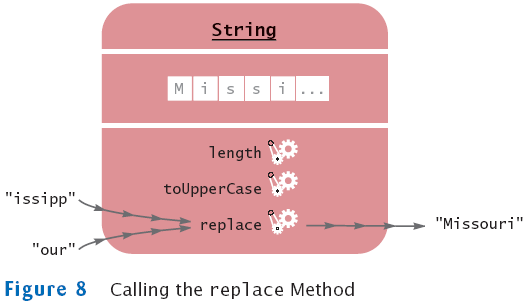 String
M i s s i ...
length
toUpperCase
"issipp"
replace
"Missouri"
"our"
Figure 8 Calling the replace Method